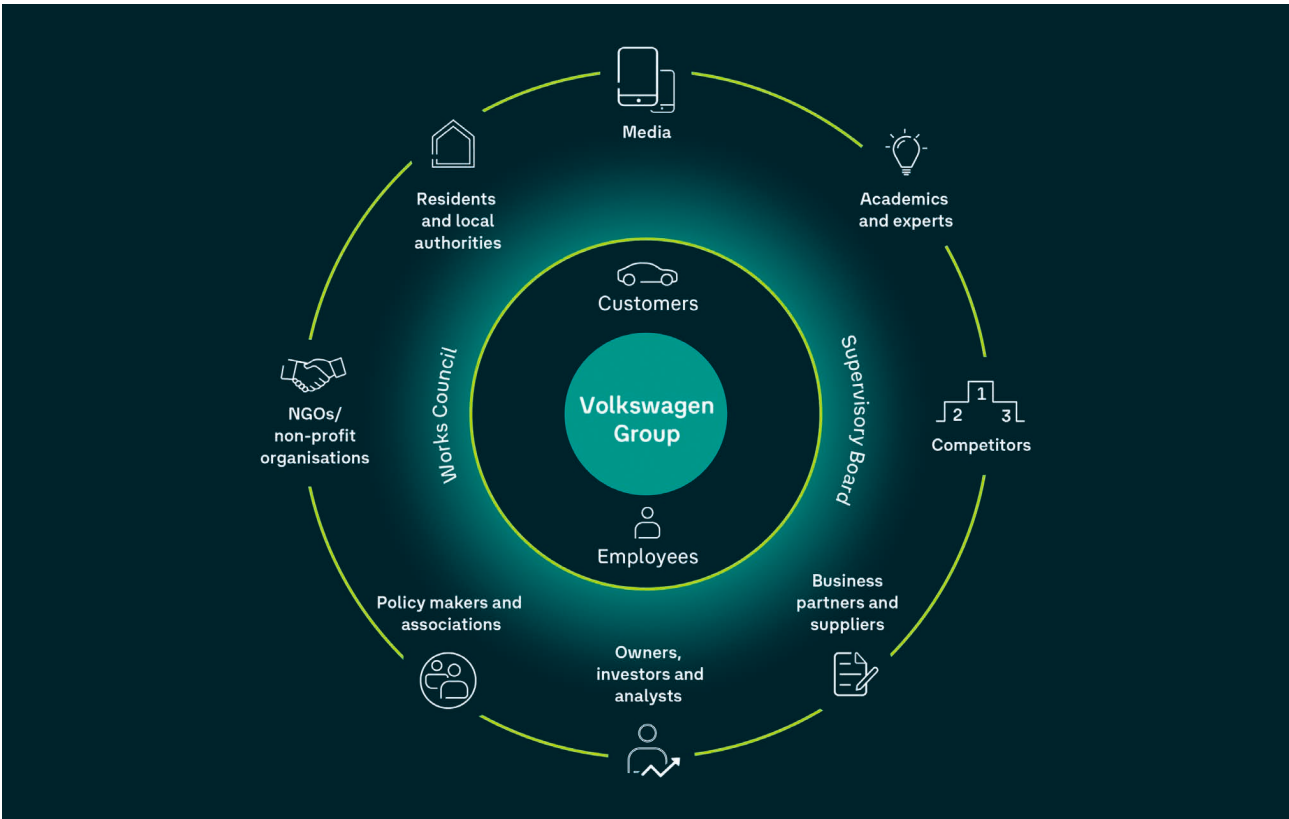 Media
Residents
and local
authorities
Academics
and experts
Customers
Works Council
Volkswagen
Group
Supervisory Board
NGOs/
non-profit
organisations
1
2
3
Competitors
Employees
Policy makers and
associations
Owners,
investors and
analysts
Business
partners and
suppliers